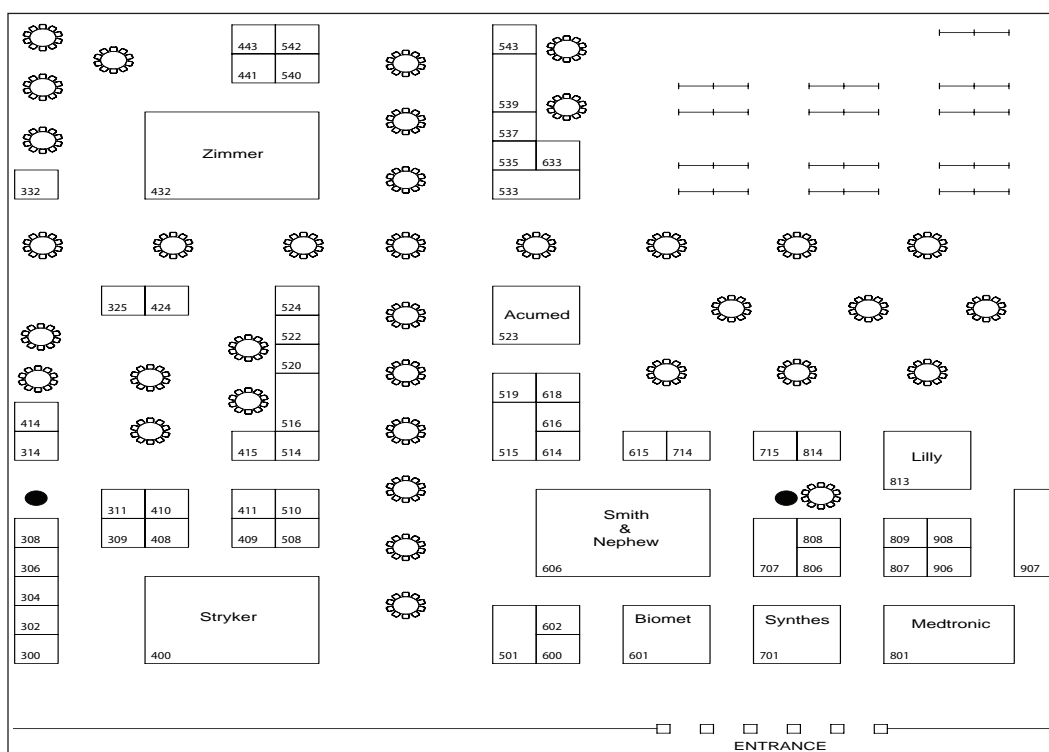 443 542 543
441 540
539
537
Zimmer
535 633
332 432 533
325 424 524 Acumed
522 523
520
519 618
414 516 616
314 415 514 515 614 615 714 715 814 Lilly
813
311 410 411 510 Smith
&
308 309 408 409 508 Nephew 808 809 908
306 606 707 806 807 906 907
304
302 Stryker 602 Biomet Synthes Medtronic
300 400 501 600 601 701 801
ENTRANCE